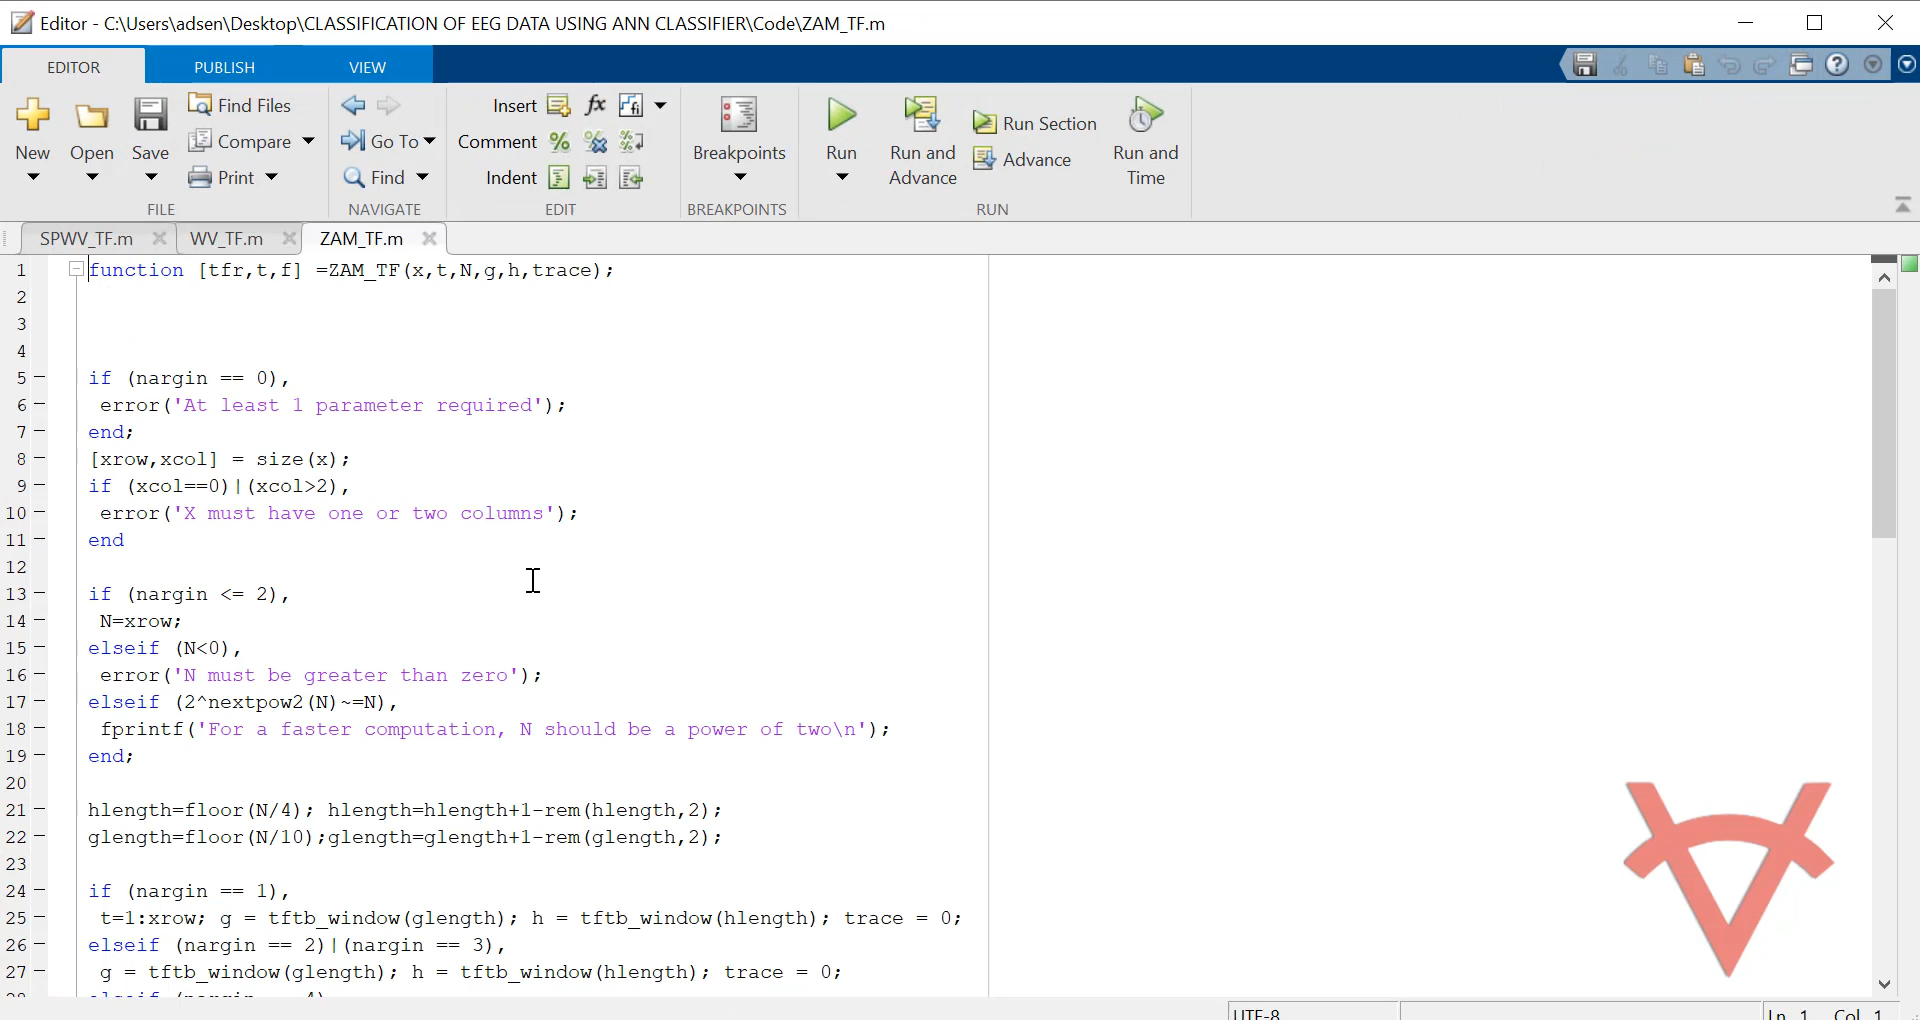 Editor - C:\Users\adsen\Desktop\CLASSIFICATION OF EEG DATA USING ANN CLASSIFIER\Code\ZAM_TF.m
EDITOR PUBLISH VIEW
New
Open
Save
Find Files
Compare
Print
FILE
Go To
Find
NAVIGATE
Insert fx fi
Comment % % %
Indent
EDIT
Breakpoints
BREAKPOINTS
Run
Run and
Advance
Run Section
Advance
Run and
Time
RUN
SPWV_TF.m WV_TF.m ZAM_TF.m
1 function [tfr,t,f] =ZAM_TF(x,t,N,g,h,trace);
2
3
4
5 if (nargin == 0),
6 error('At least 1 parameter required');
7 end;
8 [xrow,xcol] = size(x);
9 if (xcol==0)|(xcol>2),
10 error('X must have one or two columns');
11 end
12
13 if (nargin <= 2),
14 N=xrow;
15 elseif (N<0),
16 error('N must be greater than zero');
17 elseif (2^nextpow2(N)~=N),
18 fprintf('For a faster computation, N should be a power of two\n');
19 end;
20
21 hlength=floor(N/4); hlength=hlength+1-rem(hlength,2);
22 glength=floor(N/10);glength=glength+1-rem(glength,2);
23
24 if (nargin == 1),
25 t=1:xrow; g = tftb_window(glength); h = tftb_window(hlength); trace = 0;
26 elseif (nargin == 2)|(nargin == 3),
27 g = tftb_window(glength); h = tftb_window(hlength); trace = 0;
UTF-8 Ln 1 Col 1